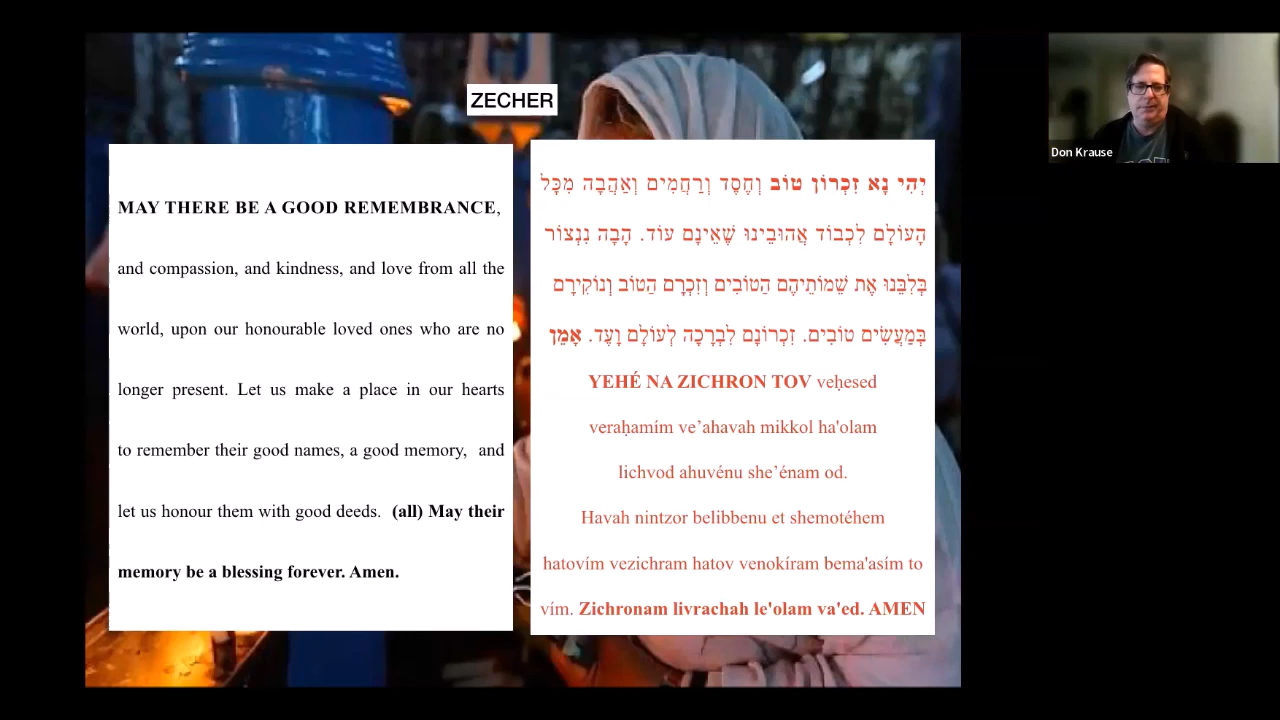 ZECHER
MAY THERE BE A GOOD REMEMBRANCE,
and compassion, and kindness, and love from all the
world, upon our honourable loved ones who are no
longer present. Let us make a place in our hearts
to remember their good names, a good memory, and
let us honour them with good deeds. (all) May their
memory be a blessing forever. Amen.
יְהִי נָא זִכְרוֹן טוֹב וְחֶסֶד וְרַחֲמִים וְאַהֲבָה מִכׇּל
הָעוֹלָם לִכְבוֹד אֲהוּבֵינוּ שֶׁאֵינָם עוֹד. הָבָה נִנְצוֹר
בְּלִבֵּנוּ אֶת שֵׁמוֹתֵיהֶם הַטוֹבִים וְזִכְרָם הַטוֹב וְנוֹקִירָם
בְּמַעֲשִׂים טוֹבִים. זִכְרוֹנָם לִבְרָכָה לְעוֹלָם וָעֶד. אָמֵן
YEHÉ NA ZICHRON TOV veḥesed
veraḥamím ve’ahavah mikkol ha'olam
lichvod ahuvénu she’énam od.
Havah nintzor belibbenu et shemotéhem
hatovím vezichram hatov venokíram bema'asím to
vím. Zichronam livrachah le'olam va'ed. AMEN
Don Krause